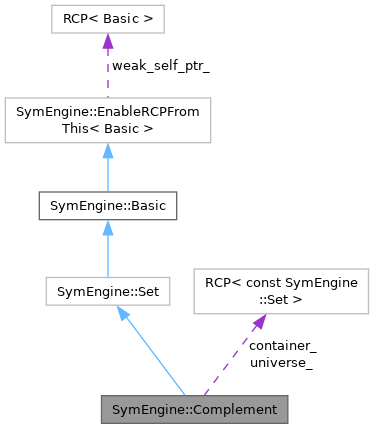 RCP< Basic >
weak_self_ptr_
SymEngine::EnableRCPFrom
This< Basic >
SymEngine::Basic
SymEngine::Set
RCP< const SymEngine
::Set >
container_
universe_
SymEngine::Complement